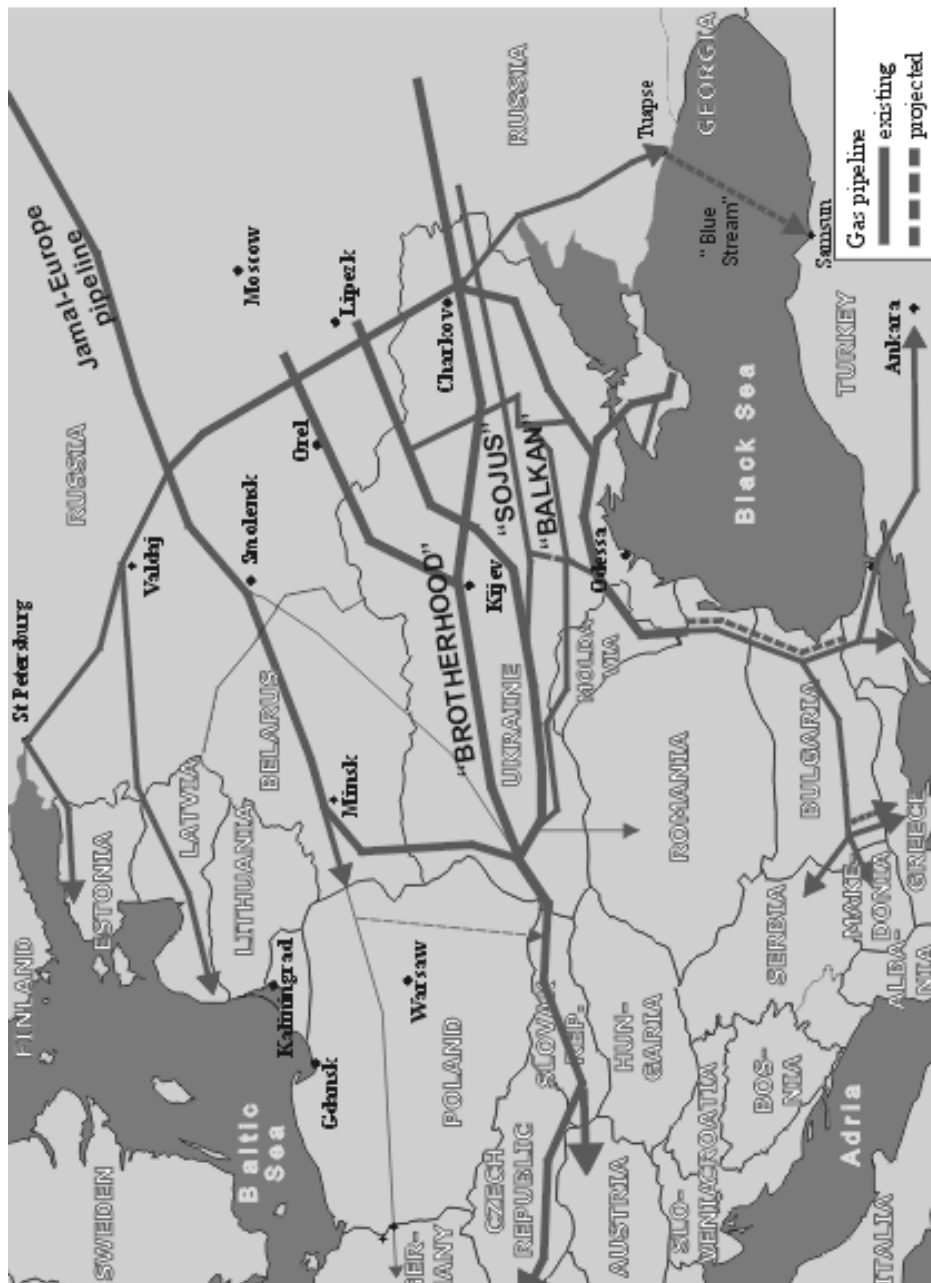 SWEDEN
FINLAND
St Petersburg
Baltic
Sea
ESTONIA
RUSSIA
Jamal-Europe
pipeline
LATVIA
Valdaj
LITHUANIA
Kaliningrad
Smolensk
Moscow
BELARUS
Gdansk
Orel
Minsk
Lipezk
Warsaw
GER-
MANY
POLAND
"BROTHERHOOD"
Charkov
Kijev
CZECH
REPUBLIC
SLOVAK
REP.
UKRAINE
"SOJUS"
RUSSIA
"BALKAN"
AUSTRIA
HUN-
GARIA
MOLDA
VIA
Odessa
Tuapse
SLO-
VENIA
CROATIA
ROMANIA
GEORGIA
BOS-
NIA
SERBIA
Black Sea
"Blue
Stream"
BULGARIA
Adria
MAKE-
DONIA
TURKEY
Samsun
ITALIA
ALBA-
NIA
GREECE
Ankara
Gas pipeline
existing
projected